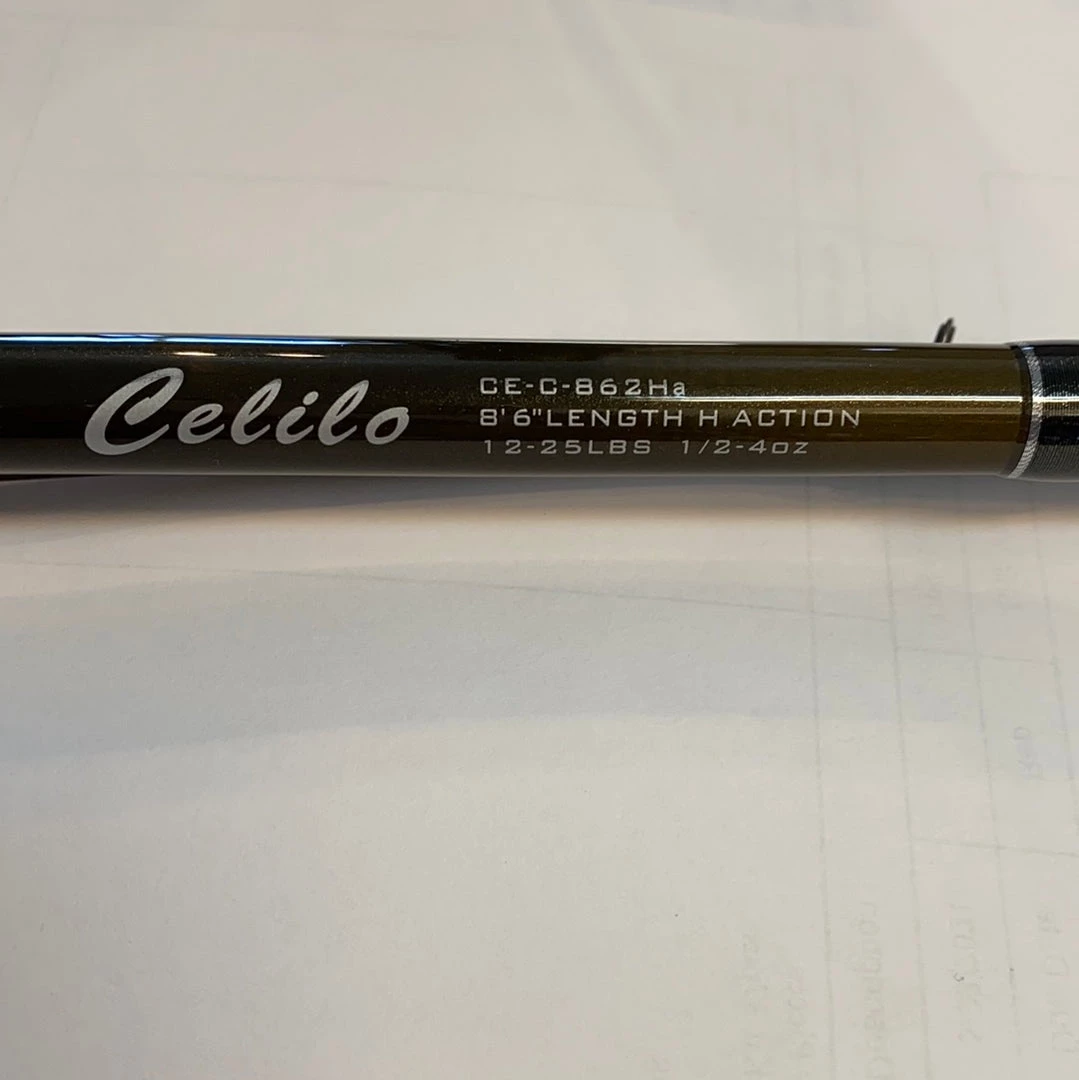 Celilo
CE-C-862Ha
8'6"LENGTH H ACTION
12-25LBS 1/2-4oz